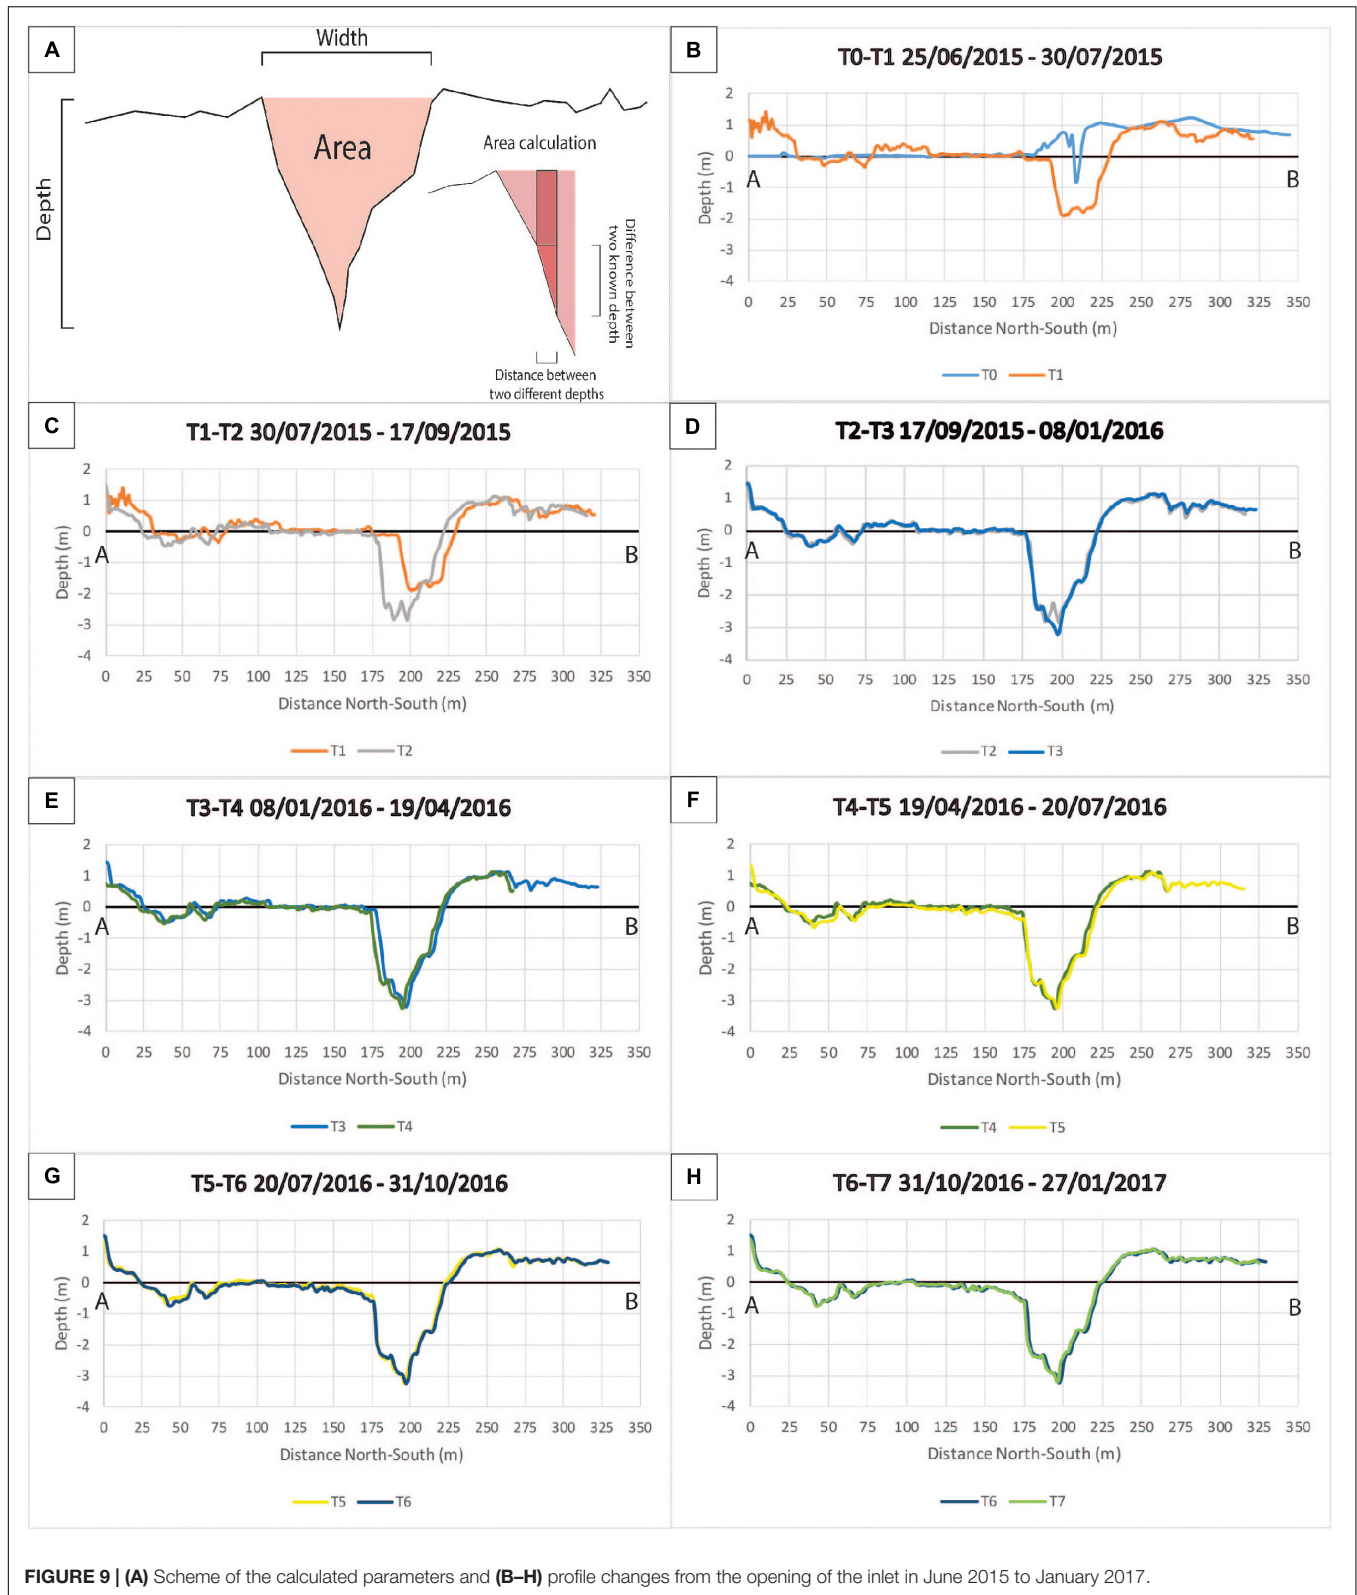 A
Width
Depth
Area
Area calculation
Difference between
two known depth
Distance between
two different depths
B
T0-T1 25/06/2015 - 30/07/2015
2
1
0
-1
-2
-3
-4
Depth (m)
A
B
0 25 50 75 100 125 150 175 200 225 250 275 300 325 350
Distance North-South (m)
T0 T1
C
T1-T2 30/07/2015 - 17/09/2015
2
1
0
-1
-2
-3
-4
Depth (m)
A
B
0 25 50 75 100 125 150 175 200 225 250 275 300 325 350
Distance North-South (m)
T1 T2
D
T2-T3 17/09/2015 - 08/01/2016
2
1
0
-1
-2
-3
-4
Depth (m)
A
B
0 25 50 75 100 125 150 175 200 225 250 275 300 325 350
Distance North-South (m)
T2 T3
E
T3-T4 08/01/2016 - 19/04/2016
2
1
0
-1
-2
-3
-4
Depth (m)
A
B
0 25 50 75 100 125 150 175 200 225 250 275 300 325 350
Distance North-South (m)
T3 T4
F
T4-T5 19/04/2016 - 20/07/2016
2
1
0
-1
-2
-3
-4
Depth (m)
A
B
0 25 50 75 100 125 150 175 200 225 250 275 300 325 350
Distance North-South (m)
T4 T5
G
T5-T6 20/07/2016 - 31/10/2016
2
1
0
-1
-2
-3
-4
Depth (m)
A
B
0 25 50 75 100 125 150 175 200 225 250 275 300 325 350
Distance North-South (m)
T5 T6
H
T6-T7 31/10/2016 - 27/01/2017
2
1
0
-1
-2
-3
-4
Depth (m)
A
B
0 25 50 75 100 125 150 175 200 225 250 275 300 325 350
Distance North-South (m)
T6 T7
FIGURE 9 | (A) Scheme of the calculated parameters and (B–H) profile changes from the opening of the inlet in June 2015 to January 2017.